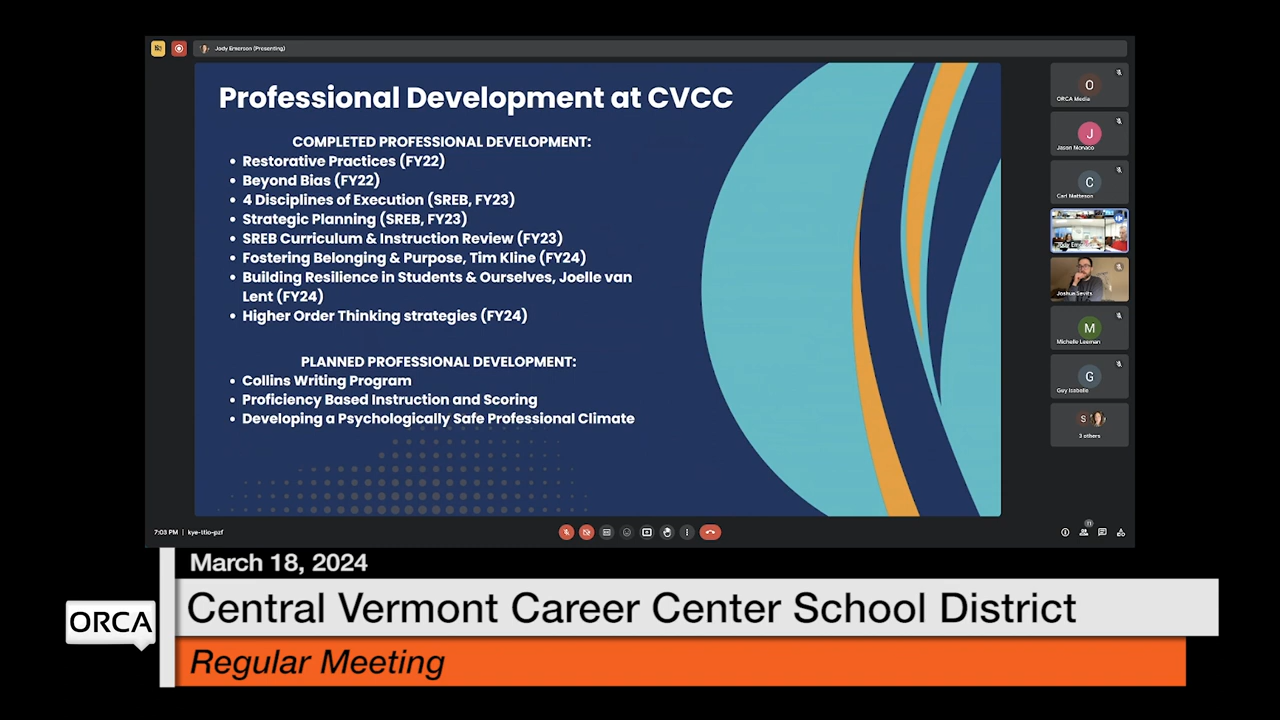 Jody Emerson (Presenting)
Professional Development at CVCC
COMPLETED PROFESSIONAL DEVELOPMENT:
• Restorative Practices (FY22)
• Beyond Bias (FY22)
• 4 Disciplines of Execution (SREB, FY23)
• Strategic Planning (SREB, FY23)
• SREB Curriculum & Instruction Review (FY23)
• Fostering Belonging & Purpose, Tim Kline (FY24)
• Building Resilience in Students & Ourselves, Joelle van
Lent (FY24)
• Higher Order Thinking strategies (FY24)
PLANNED PROFESSIONAL DEVELOPMENT:
• Collins Writing Program
• Proficiency Based Instruction and Scoring
• Developing a Psychologically Safe Professional Climate
O
ORCA Media
J
Jason Monaco
C
Carl Matteson
Joshua Sevits
M
Michelle Leeman
G
Guy Isabelle
S
3 others
7:03 PM | kye-ttio-pzf
11
March 18, 2024
Central Vermont Career Center School District
ORCA
Regular Meeting